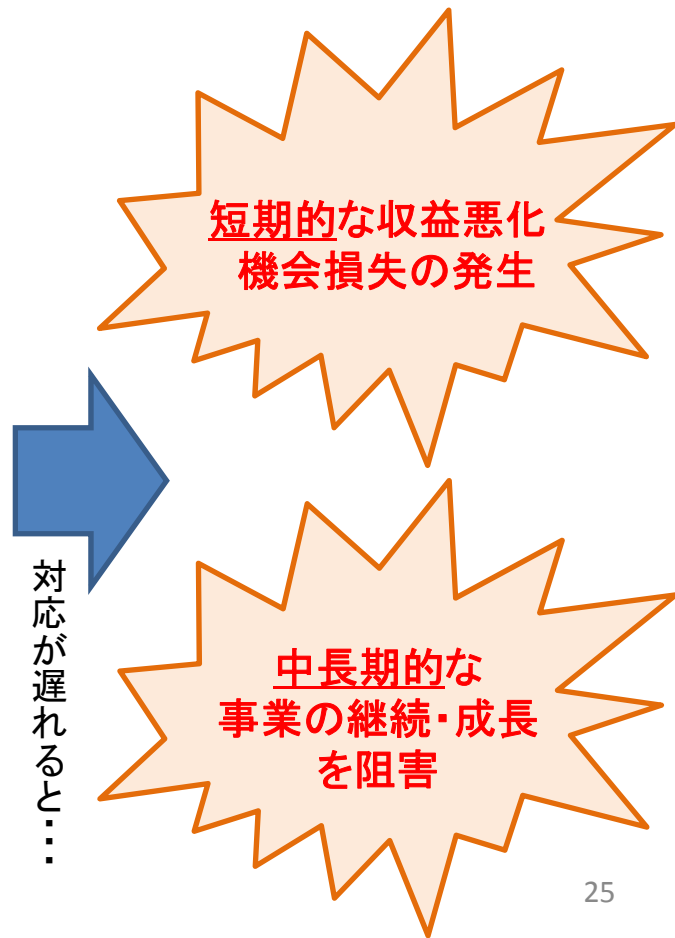 短期的な収益悪化
機会損失の発生
対応が遅れると・・・
中長期的な
事業の継続・成長
を阻害
25